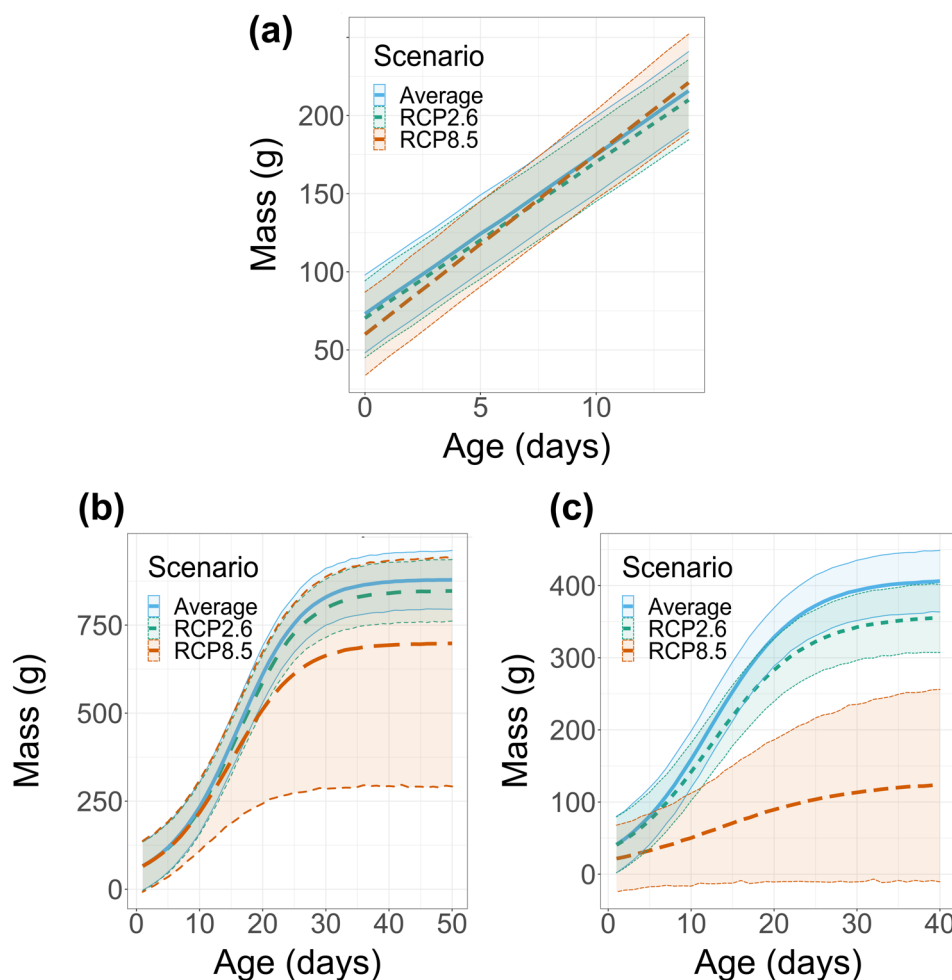 (a)
Scenario
Average
RCP2.6
RCP8.5
200
150
100
50
Mass (g)
0 5 10
Age (days)
(b)
Scenario
Average
RCP2.6
RCP8.5
750
500
250
0
Mass (g)
0 10 20 30 40 50
Age (days)
(c)
Scenario
Average
RCP2.6
RCP8.5
400
300
200
100
0
Mass (g)
0 10 20 30 40
Age (days)